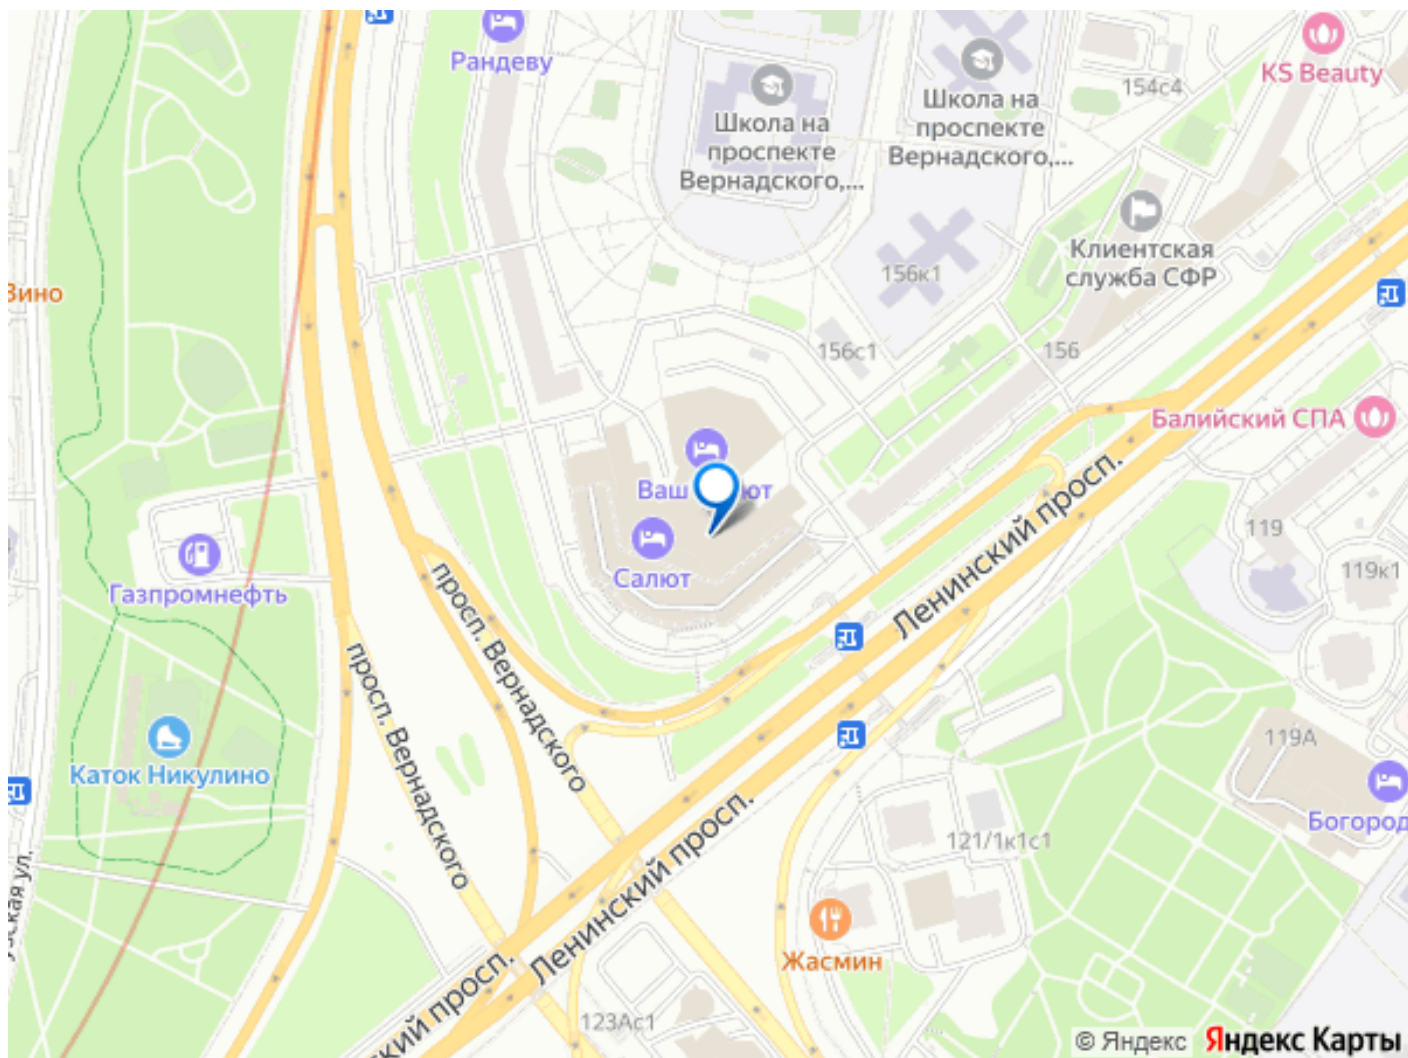 Рандеву
KS Beauty
154с4
Школа на
проспекте
Вернадского,...
Школа на
проспекте
Вернадского,...
Клиентская
служба СФР
156к1
Вино
156с1
156
Балийский СПА
Ваш
Салют
Ленинский просп.
119
119к1
Газпромнефть
просп. Вернадского
просп. Вернадского
Каток Никулино
119А
Богород
Ленинский просп.
121/1к1с1
Жасмин
ский просп.
123Ас1
© Яндекс
Яндекс Карты